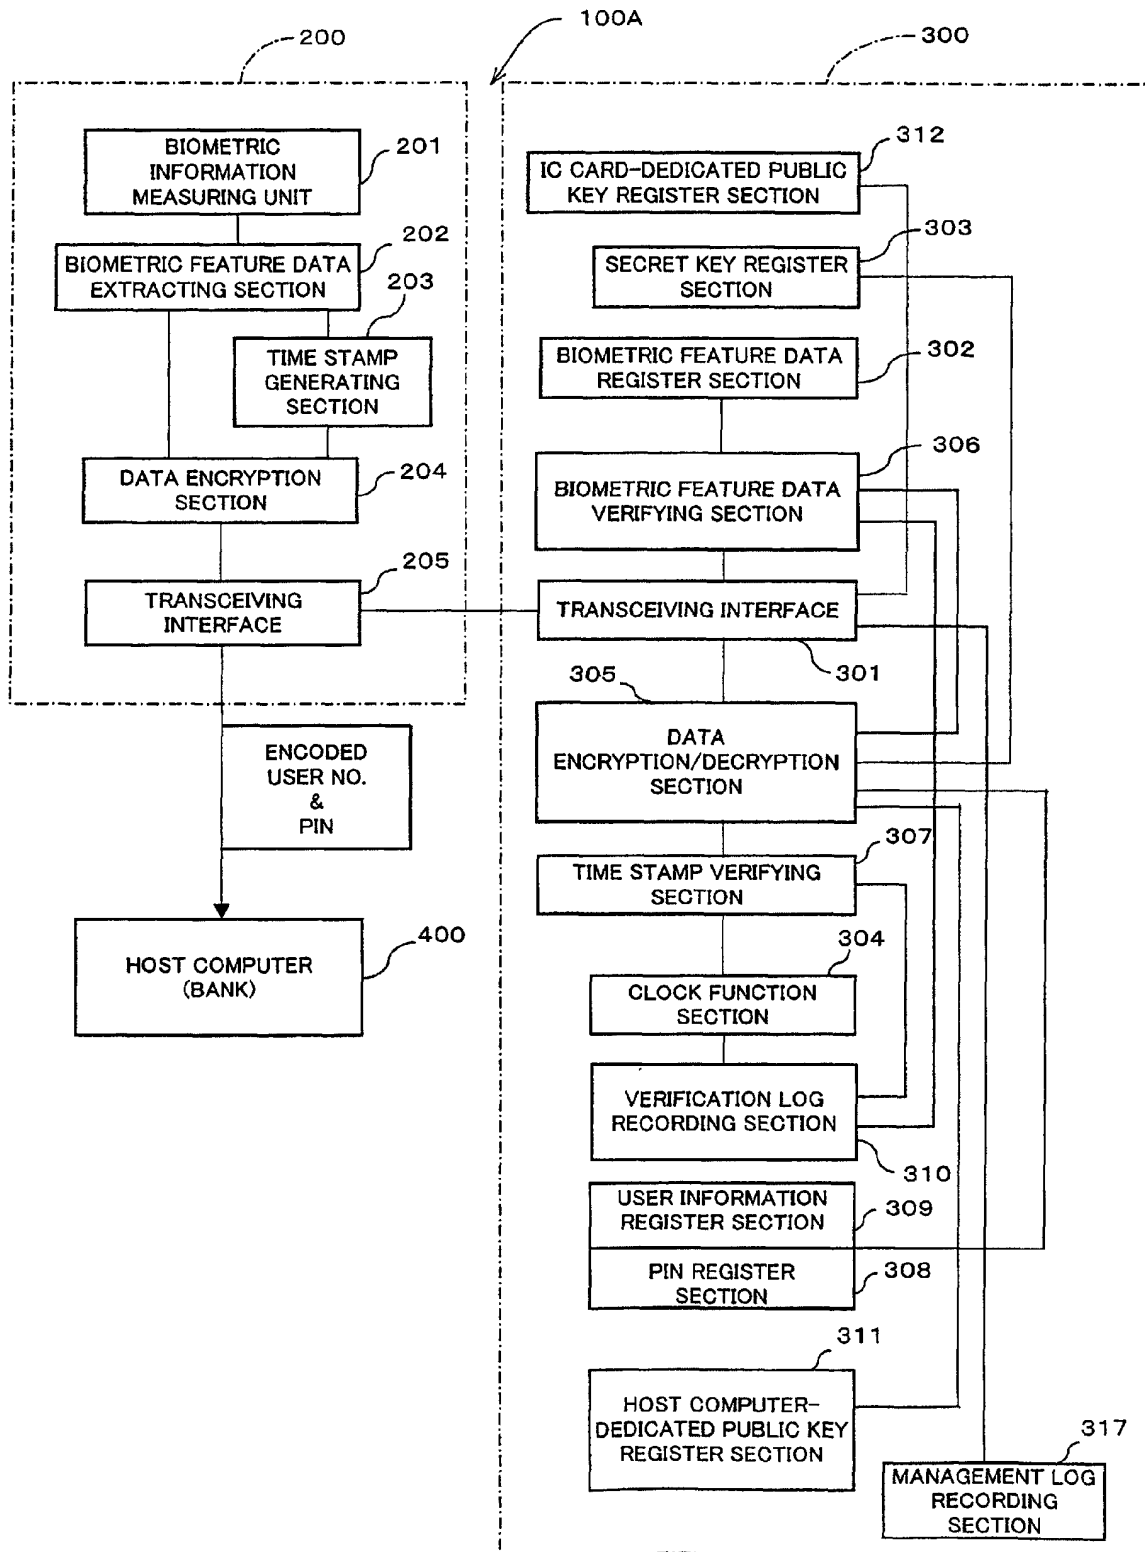 100A
200
300
BIOMETRIC
INFORMATION
MEASURING UNIT
201
BIOMETRIC FEATURE DATA
EXTRACTING SECTION
202
203
TIME STAMP
GENERATING
SECTION
DATA ENCRYPTION
SECTION
204
TRANSCEIVING
INTERFACE
205
ENCODED
USER NO.
&
PIN
HOST COMPUTER
(BANK)
400
312
IC CARD-DEDICATED PUBLIC
KEY REGISTER SECTION
303
SECRET KEY REGISTER
SECTION
BIOMETRIC FEATURE DATA
REGISTER SECTION
302
306
BIOMETRIC FEATURE DATA
VERIFYING SECTION
TRANSCEIVING INTERFACE
301
305
DATA
ENCRYPTION/DECRYPTION
SECTION
307
TIME STAMP VERIFYING
SECTION
304
CLOCK FUNCTION
SECTION
VERIFICATION LOG
RECORDING SECTION
310
USER INFORMATION
REGISTER SECTION
309
PIN REGISTER
SECTION
308
311
HOST COMPUTER-
DEDICATED PUBLIC KEY
REGISTER SECTION
317
MANAGEMENT LOG
RECORDING
SECTION